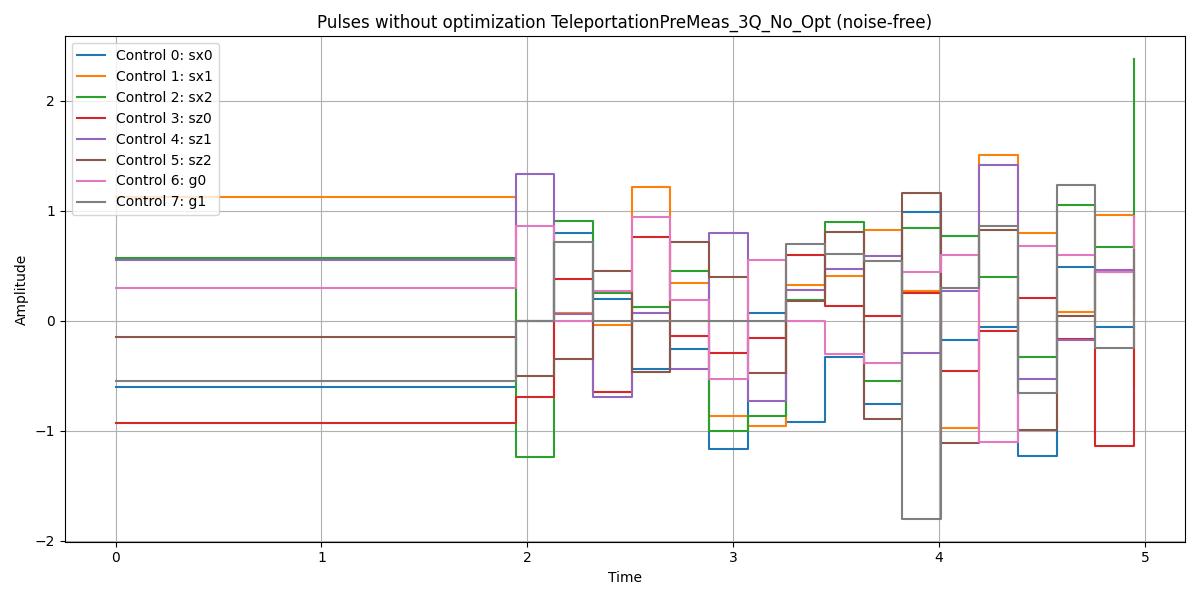 Pulses without optimization TeleportationPreMeas_3Q_No_Opt (noise-free)
Control 0: sx0
Control 1: sx1
Control 2: sx2
Control 3: sz0
Control 4: sz1
Control 5: sz2
Control 6: g0
Control 7: g1
Amplitude
2
1
0
−1
−2
0 1 2 3 4 5
Time